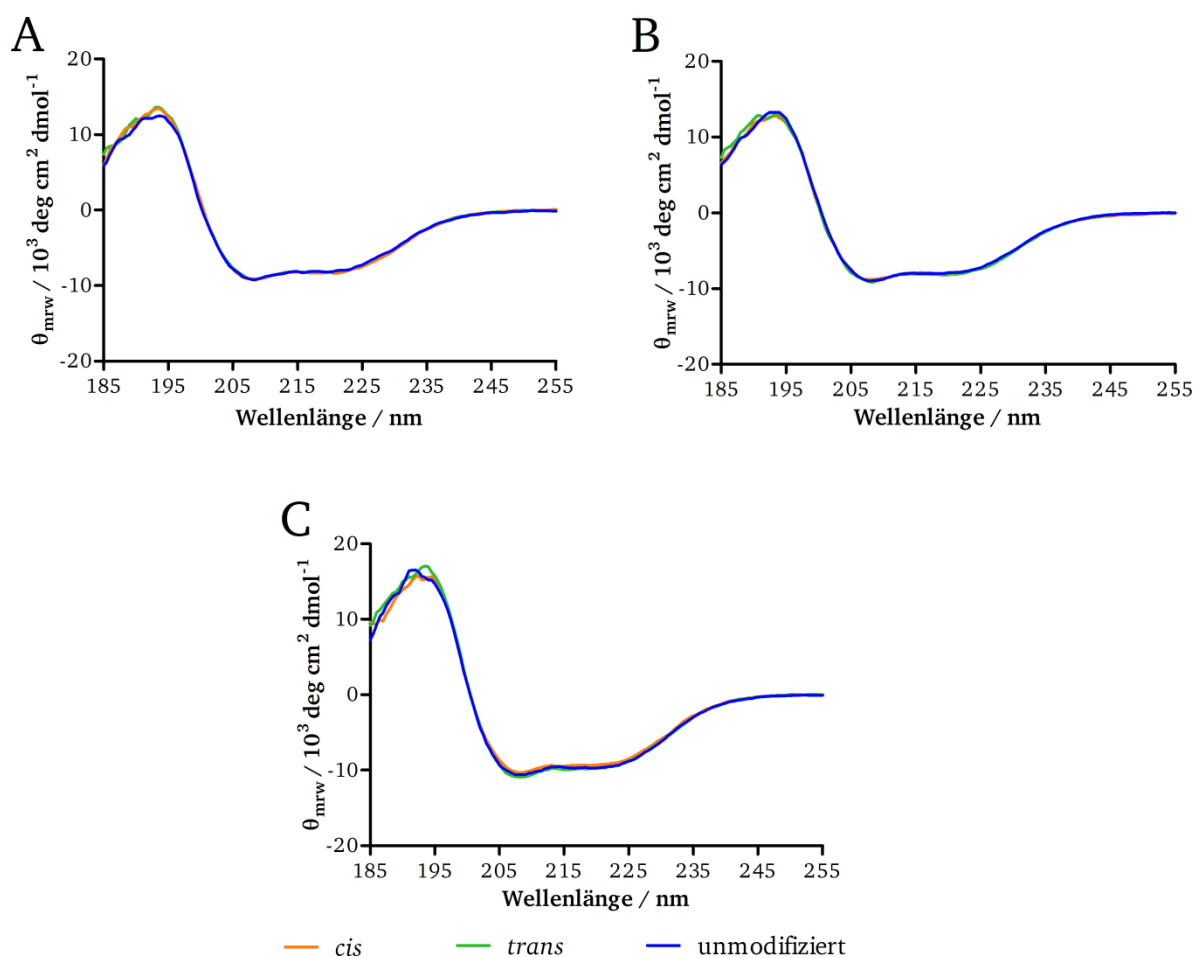 A
20
10
0
-10
-20
θmrw / 10³ deg cm² dmol⁻¹
185 195 205 215 225 235 245 255
Wellenlänge / nm
B
20
10
0
-10
-20
θmrw / 10³ deg cm² dmol⁻¹
185 195 205 215 225 235 245 255
Wellenlänge / nm
C
20
10
0
-10
-20
θmrw / 10³ deg cm² dmol⁻¹
185 195 205 215 225 235 245 255
Wellenlänge / nm
cis trans unmodifiziert